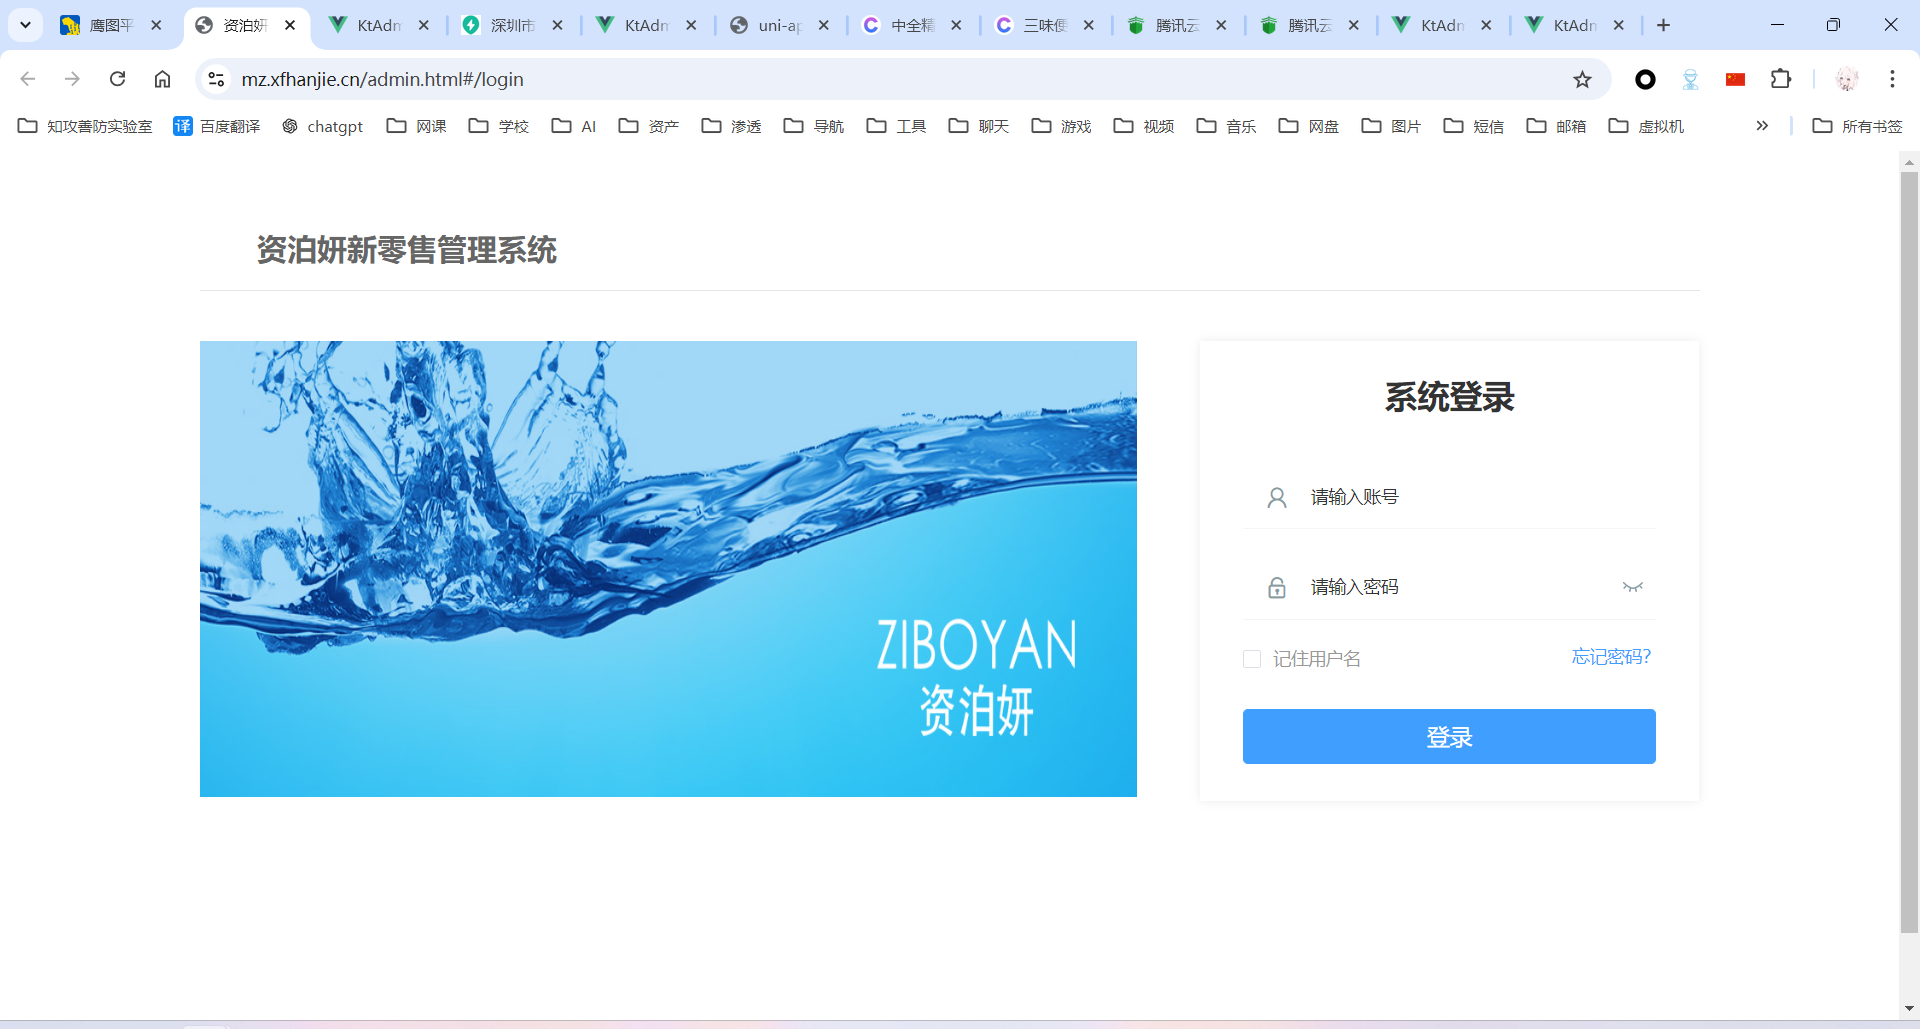 鹰图平
资泊妍
KtAdm
深圳市
KtAdm
uni-ap
中全精
三味便
腾讯云
腾讯云
KtAdn
KtAdm
mz.xfhanjie.cn/admin.html#/login
知攻善防实验室
译 百度翻译
chatgpt
网课
学校
AI
资产
渗透
导航
工具
聊天
游戏
视频
音乐
网盘
图片
短信
邮箱
虚拟机
所有书签
资泊妍新零售管理系统
ZIBOYAN
资泊妍
系统登录
请输入账号
请输入密码
记住用户名
忘记密码?
登录